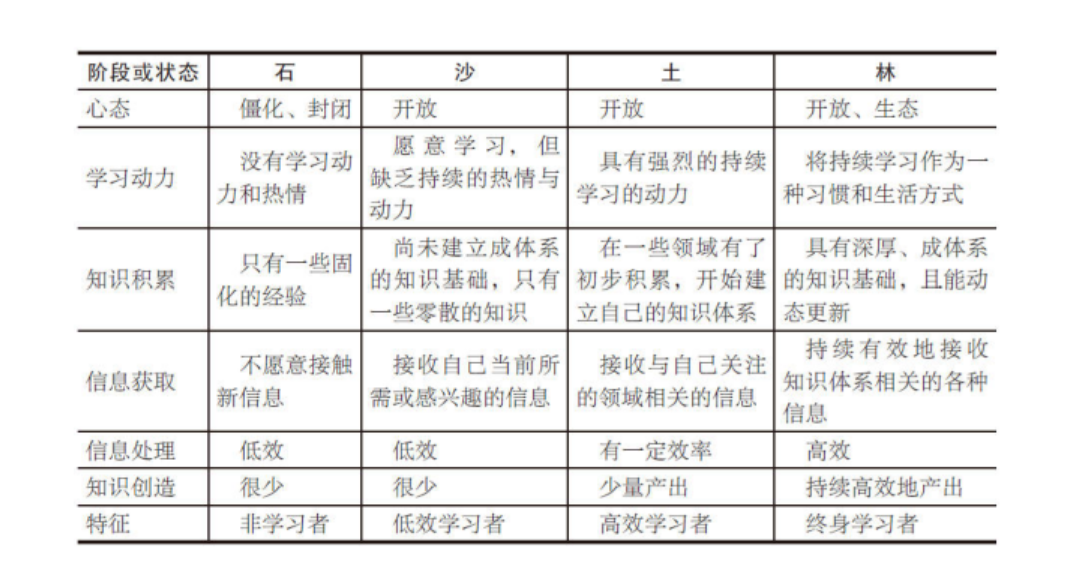 阶段或状态 石 沙 土 林
心态 僵化、封闭 开放 开放 开放、生态
学习动力 没有学习动力和热情 愿意学习，但缺乏持续的热情与动力 具有强烈的持续学习的动力 将持续学习作为一种习惯和生活方式
知识积累 只有一些固化的经验 尚未建立成体系的知识基础，只有一些零散的知识 在一些领域有了初步积累，开始建立自己的知识体系 具有深厚、成体系的知识基础，且能动态更新
信息获取 不愿意接触新信息 接收自己当前所需或感兴趣的信息 接收与自己关注的领域相关的信息 持续有效地接收知识体系相关的各种信息
信息处理 低效 低效 有一定效率 高效
知识创造 很少 很少 少量产出 持续高效地产出
特征 非学习者 低效学习者 高效学习者 终身学习者